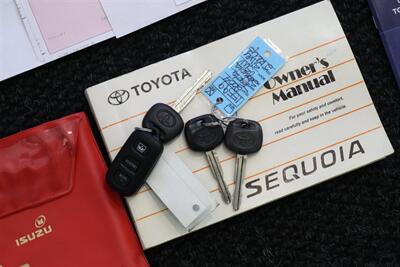 TOYOTA
Owner's
Manual
For your safety and comfort,
read carefully and keep in the vehicle.
SEQUOIA
ISUZU